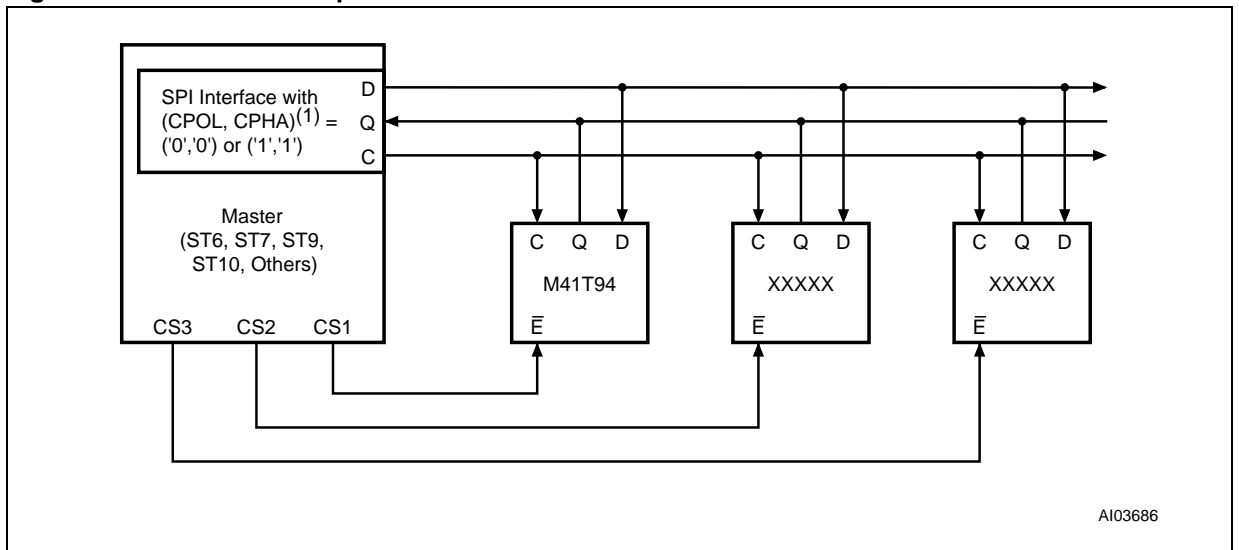 SPI Interface with
(CPOL, CPHA)(1) =
('0','0') or ('1','1')
D
Q
C
Master
(ST6, ST7, ST9,
ST10, Others)
CS3 CS2 CS1
C Q D
M41T94
E̅
C Q D
XXXXX
E̅
C Q D
XXXXX
E̅
AI03686